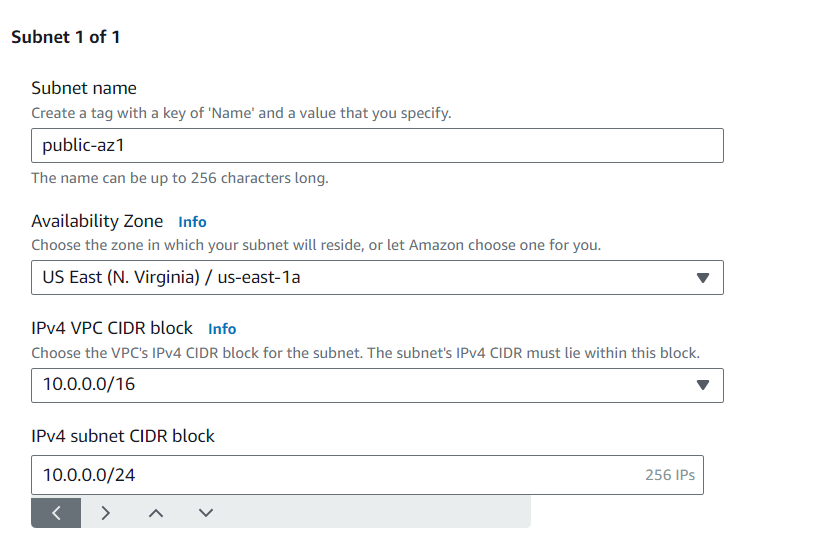 Subnet 1 of 1
Subnet name
Create a tag with a key of 'Name' and a value that you specify.
public-az1
The name can be up to 256 characters long.
Availability Zone Info
Choose the zone in which your subnet will reside, or let Amazon choose one for you.
US East (N. Virginia) / us-east-1a
IPv4 VPC CIDR block Info
Choose the VPC's IPv4 CIDR block for the subnet. The subnet's IPv4 CIDR must lie within this block.
10.0.0.0/16
IPv4 subnet CIDR block
10.0.0.0/24 256 IPs